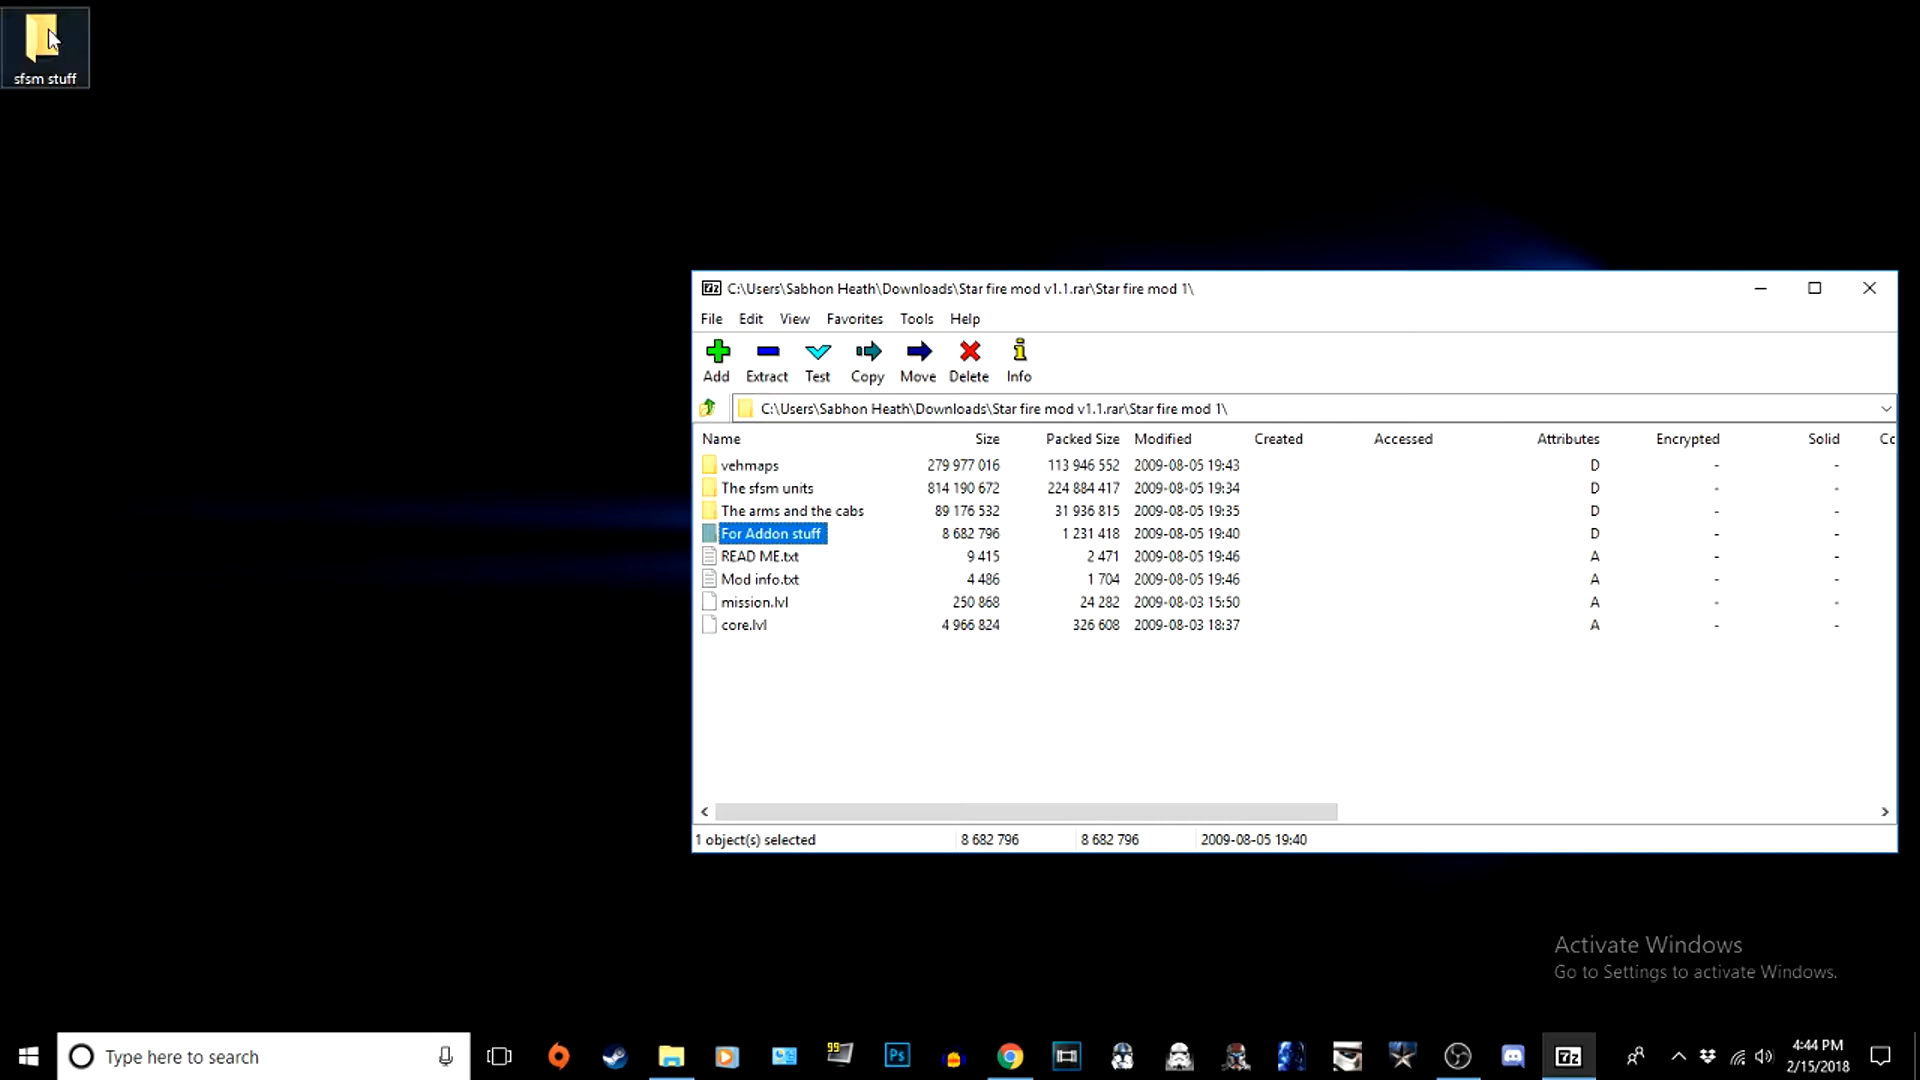 sfsm stuff
C:\Users\Sabhon Heath\Downloads\Star fire mod v1.1.rar\Star fire mod 1\
File Edit View Favorites Tools Help
Add Extract Test Copy Move Delete Info
C:\Users\Sabhon Heath\Downloads\Star fire mod v1.1.rar\Star fire mod 1\
Name Size Packed Size Modified Created Accessed Attributes Encrypted Solid Cc
vehmaps 279 977 016 113 946 552 2009-08-05 19:43 D - -
The sfsm units 814 190 672 224 884 417 2009-08-05 19:34 D - -
The arms and the cabs 89 176 532 31 936 815 2009-08-05 19:35 D - -
For Addon stuff 8 682 796 1 231 418 2009-08-05 19:40 D - -
READ ME.txt 9 415 2 471 2009-08-05 19:46 A - -
Mod info.txt 4 486 1 704 2009-08-05 19:46 A - -
mission.lvl 250 868 24 282 2009-08-03 15:50 A - -
core.lvl 4 966 824 326 608 2009-08-03 18:37 A - -
1 object(s) selected 8 682 796 8 682 796 2009-08-05 19:40
Activate Windows
Go to Settings to activate Windows.
Type here to search
99
Ps
7z
4:44 PM
2/15/2018